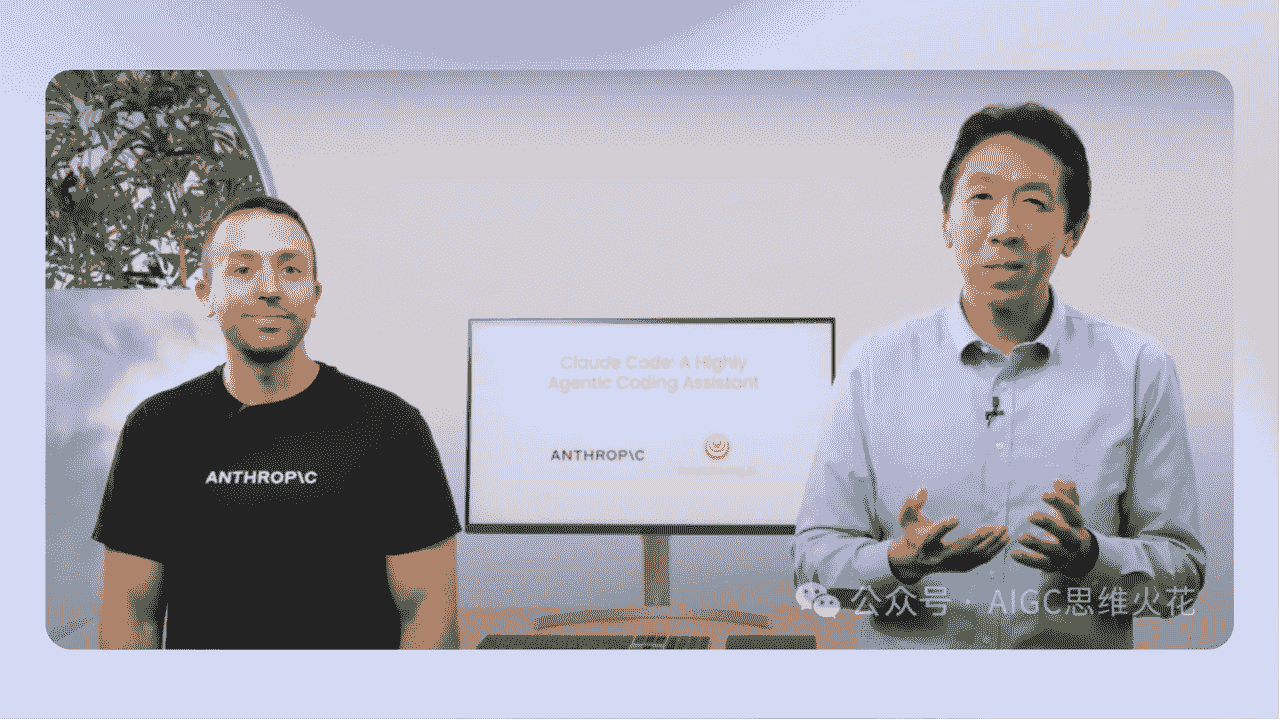 Claude Code: A Highly
Agentic Coding Assistant
ANTHROP\C
ANTHROP\C
公众号 · AIGC思维火花